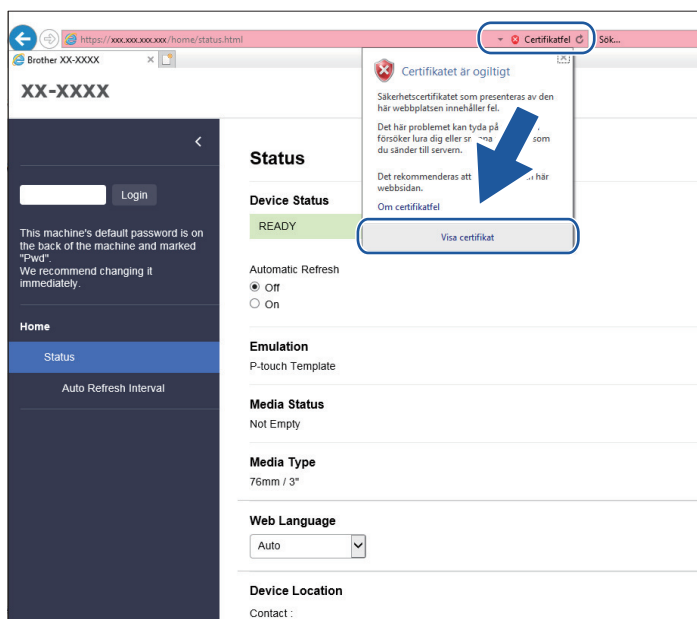 https://xxx.xxx.xxx.xxx/home/status.html
Certifikatfel
Sök...
Brother XX-XXXX
XX-XXXX
Certifikatet är ogiltigt
Säkerhetscertifikatet som presenteras av den
här webbplatsen innehåller fel.
Det här problemet kan tyda på
försöker lura dig eller som
du sänder till servern.
Det rekommenderas att här
webbsidan.
Om certifikatfel
Visa certifikat
Login
This machine's default password is on
the back of the machine and marked
"Pwd".
We recommend changing it
immediately.
Home
Status
Auto Refresh Interval
Status
Device Status
READY
Automatic Refresh
Off
On
Emulation
P-touch Template
Media Status
Not Empty
Media Type
76mm / 3"
Web Language
Auto
Device Location
Contact :